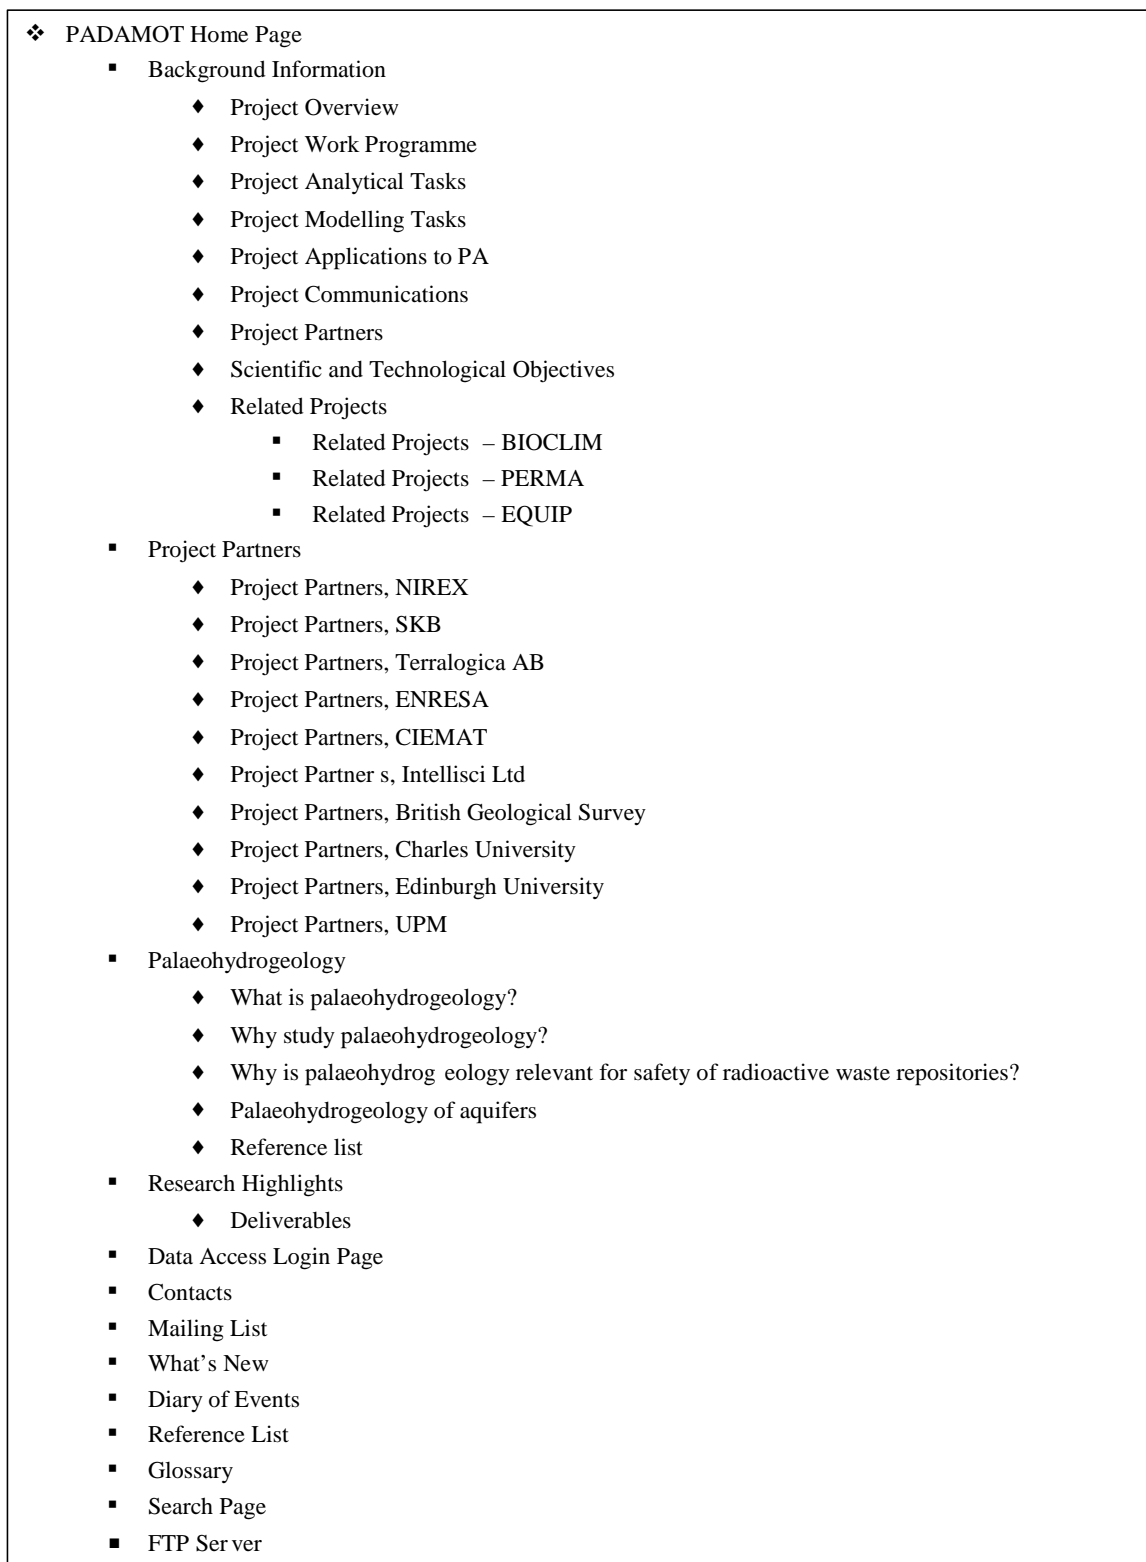 ❖ PADAMOT Home Page
▪ Background Information
♦ Project Overview
♦ Project Work Programme
♦ Project Analytical Tasks
♦ Project Modelling Tasks
♦ Project Applications to PA
♦ Project Communications
♦ Project Partners
♦ Scientific and Technological Objectives
♦ Related Projects
▪ Related Projects – BIOCLIM
▪ Related Projects – PERMA
▪ Related Projects – EQUIP
▪ Project Partners
♦ Project Partners, NIREX
♦ Project Partners, SKB
♦ Project Partners, Terralogica AB
♦ Project Partners, ENRESA
♦ Project Partners, CIEMAT
♦ Project Partner s, Intellisci Ltd
♦ Project Partners, British Geological Survey
♦ Project Partners, Charles University
♦ Project Partners, Edinburgh University
♦ Project Partners, UPM
▪ Palaeohydrogeology
♦ What is palaeohydrogeology?
♦ Why study palaeohydrogeology?
♦ Why is palaeohydrog eology relevant for safety of radioactive waste repositories?
♦ Palaeohydrogeology of aquifers
♦ Reference list
▪ Research Highlights
♦ Deliverables
▪ Data Access Login Page
▪ Contacts
▪ Mailing List
▪ What’s New
▪ Diary of Events
▪ Reference List
▪ Glossary
▪ Search Page
▪ FTP Ser ver